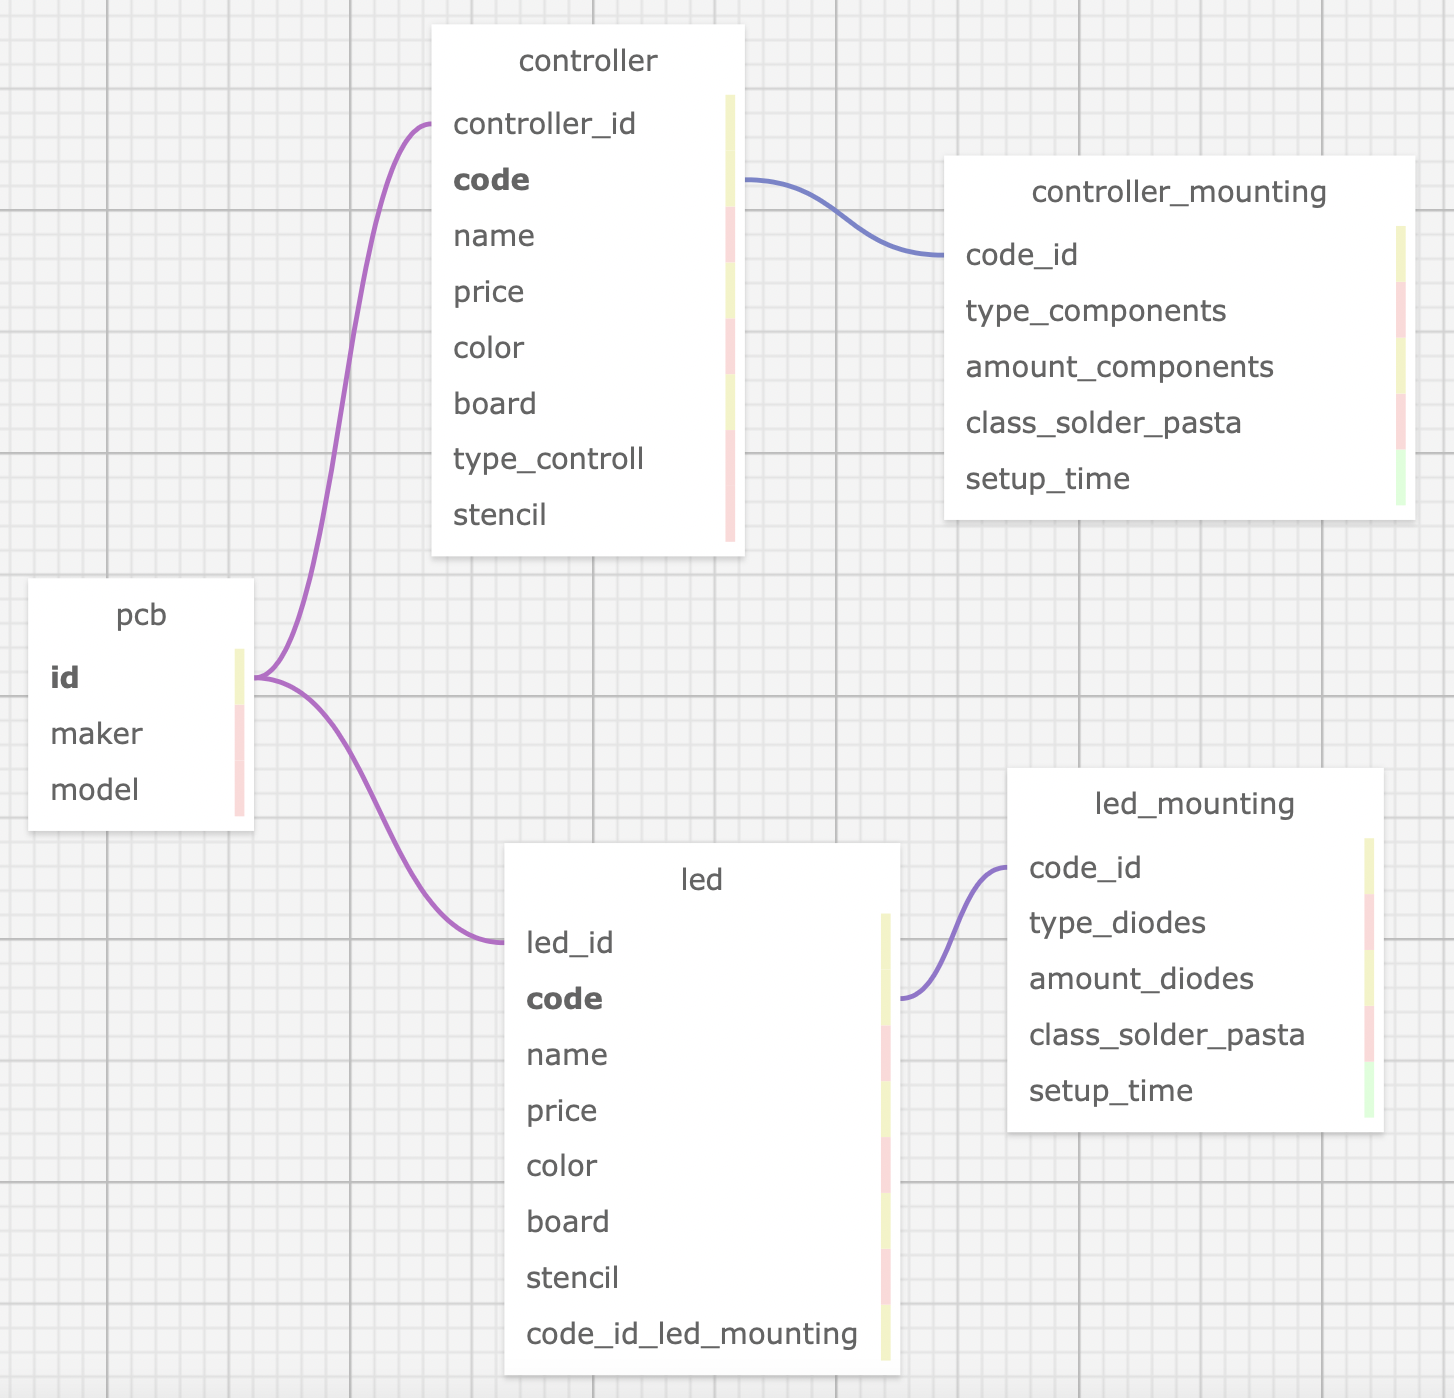 controller
controller_id
code
name
price
color
board
type_controll
stencil
controller_mounting
code_id
type_components
amount_components
class_solder_pasta
setup_time
pcb
id
maker
model
led
led_id
code
name
price
color
board
stencil
code_id_led_mounting
led_mounting
code_id
type_diodes
amount_diodes
class_solder_pasta
setup_time